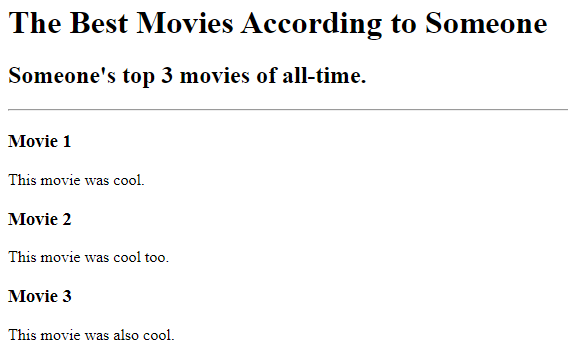 The Best Movies According to Someone
Someone's top 3 movies of all-time.
Movie 1
This movie was cool.
Movie 2
This movie was cool too.
Movie 3
This movie was also cool.